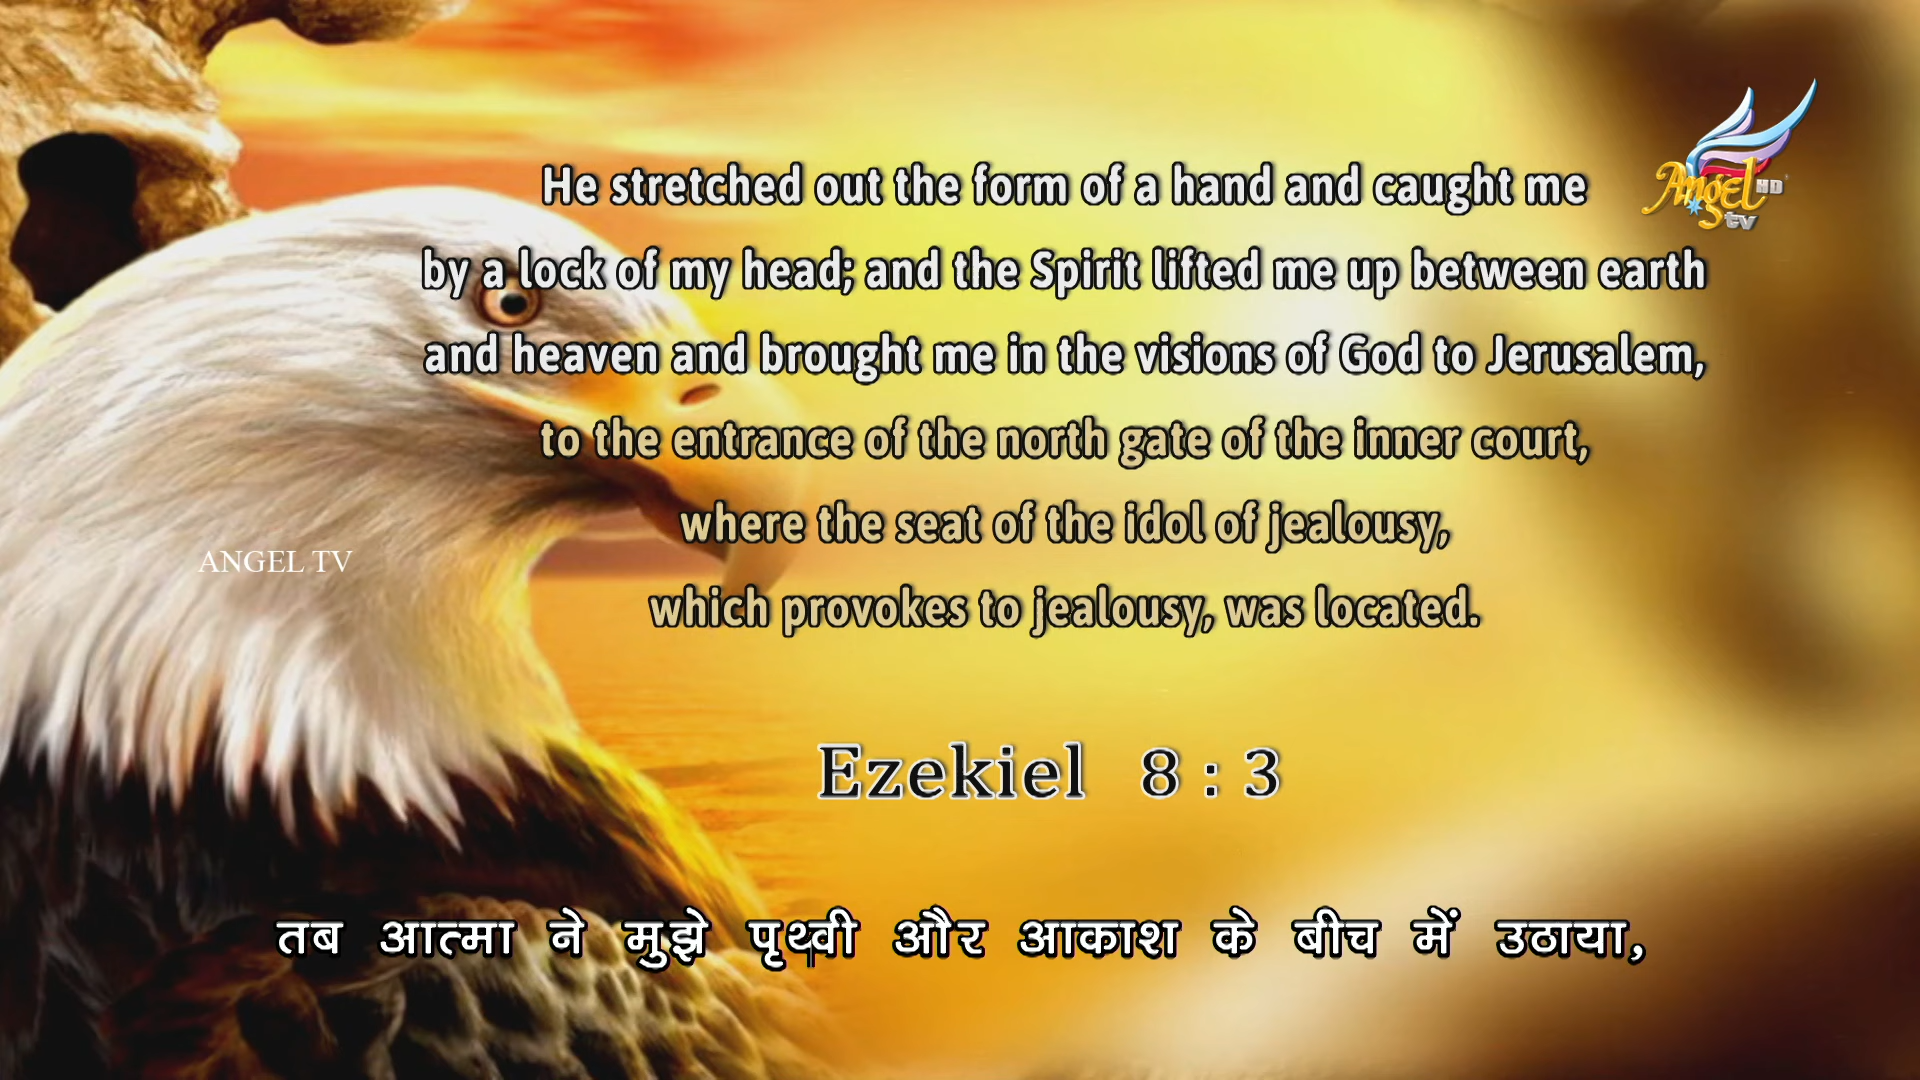 He stretched out the form of a hand and caught me
by a lock of my head; and the Spirit lifted me up between earth
and heaven and brought me in the visions of God to Jerusalem,
to the entrance of the north gate of the inner court,
where the seat of the idol of jealousy,
which provokes to jealousy, was located.
Ezekiel 8 : 3
तब आत्मा ने मुझे पृथ्वी और आकाश के बीच में उठाया,
Angel HD
tv
ANGEL TV